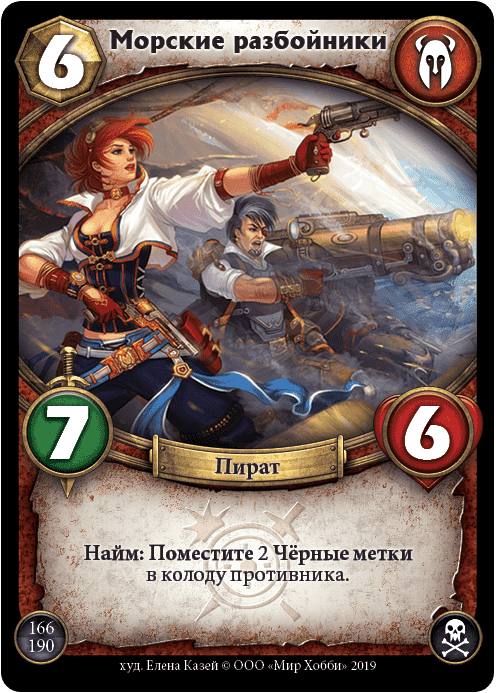 6
Морские разбойники
7
6
Пират
Найм: Поместите 2 Чёрные метки
в колоду противника.
166
190
худ. Елена Казей © ООО «Мир Хобби» 2019